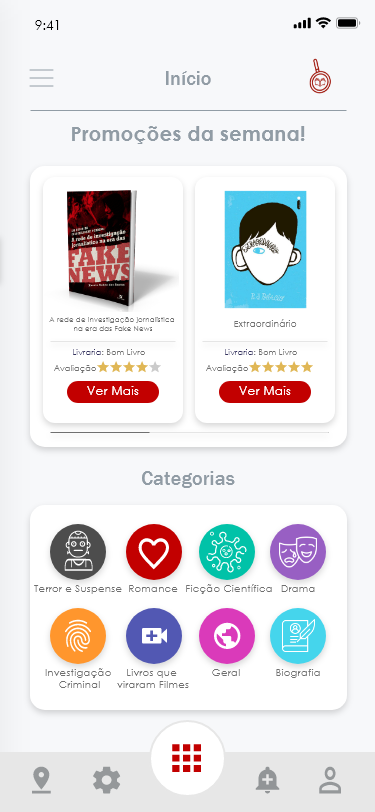 9:41
Início
Promoções da semana!
A rede de investigação
jornalística na era das
FAKE
NEWS
A rede de investigação jornalística
na era das Fake News
Livraria: Bom Livro
Avaliação
Ver Mais
Extraordinário
Livraria: Bom Livro
Avaliação
Ver Mais
Categorias
Terror e Suspense
Romance
Ficção Científica
Drama
Investigação
Criminal
Livros que
viraram Filmes
Geral
Biografia